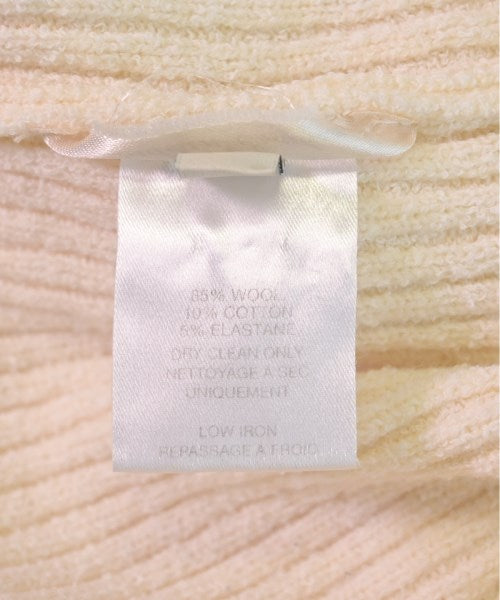 85% WOOL
10% COTTON
5% ELASTANE
DRY CLEAN ONLY
NETTOYAGE A SEC
UNIQUEMENT
LOW IRON
REPASSAGE A FROID